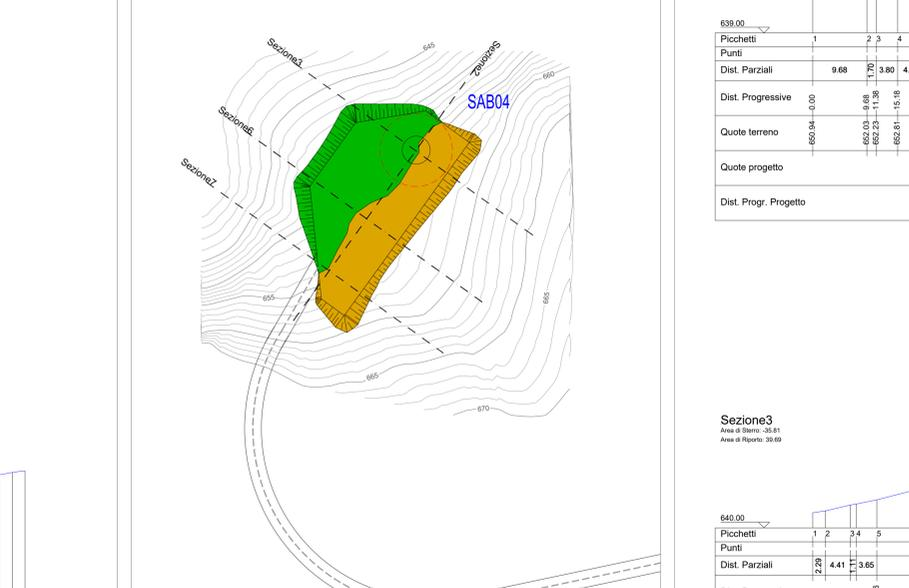 Sezione3
645
Sezione2
660
SAB04
Sezione6
Sezione7
655
665
665
670
639.00
Picchetti 1 2 3 4
Punti
Dist. Parziali 9.68 1.70 3.80 4.
Dist. Progressive 0.00 9.68 11.38 15.18
Quote terreno 650.94 652.03 652.23 652.81
Quote progetto
Dist. Progr. Progetto
Sezione3
Area di Sterro: -35.81
Area di Riporto: 39.69
640.00
Picchetti 1 2 3 4 5
Punti
Dist. Parziali 2.29 4.41 1.11 3.65